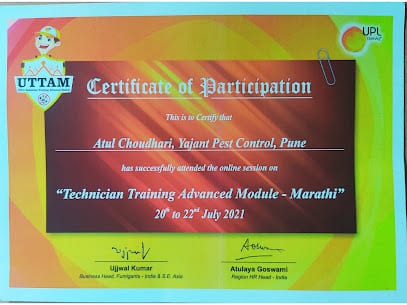 UPL
UTTAM
Certificate of Participation
This is to Certify that
Atul Choudhari, Yajant Pest Control, Pune
has successfully attended the online session on
"Technician Training Advanced Module - Marathi"
20th to 22nd July 2021
Ujjwal Kumar
Business Head, Fumigants - India & S.E. Asia
Atulaya Goswami
Region HR Head - India